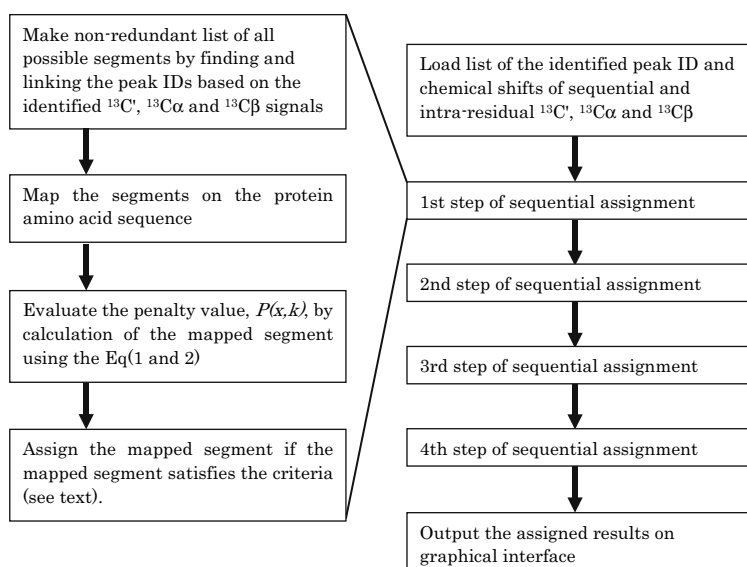 Make non-redundant list of all
possible segments by finding and
linking the peak IDs based on the
identified ¹³C', ¹³Cα and ¹³Cβ signals
Map the segments on the protein
amino acid sequence
Evaluate the penalty value, P(x,k), by
calculation of the mapped segment
using the Eq(1 and 2)
Assign the mapped segment if the
mapped segment satisfies the criteria
(see text).
Load list of the identified peak ID and
chemical shifts of sequential and
intra-residual ¹³C', ¹³Cα and ¹³Cβ
1st step of sequential assignment
2nd step of sequential assignment
3rd step of sequential assignment
4th step of sequential assignment
Output the assigned results on
graphical interface